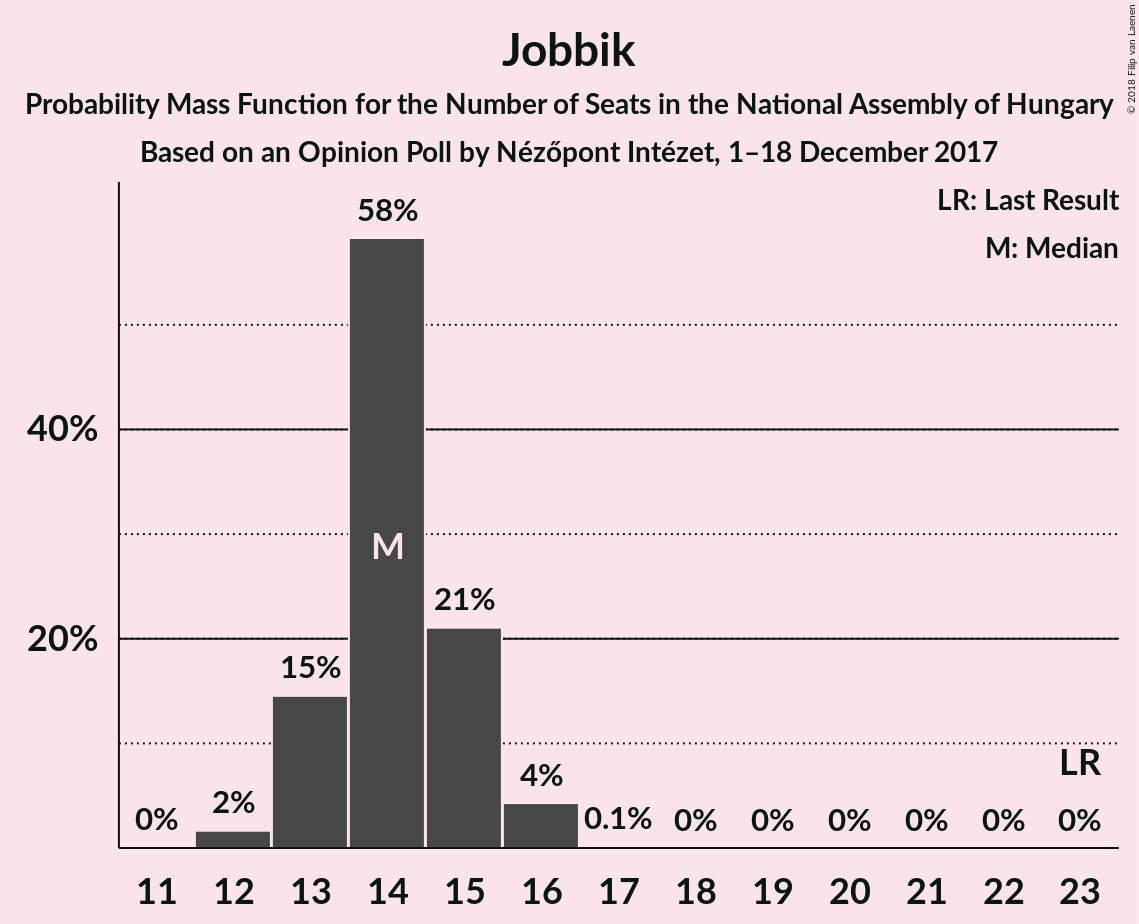 Jobbik
Probability Mass Function for the Number of Seats in the National Assembly of Hungary
Based on an Opinion Poll by Nézőpont Intézet, 1–18 December 2017
© 2018 Filip van Laenen
LR: Last Result
M: Median
58%
40%
M
21%
20%
15%
LR
4%
2%
0%
0.1%
0%
0%
0%
0%
0%
0%
11 12 13 14 15 16 17 18 19 20 21 22 23